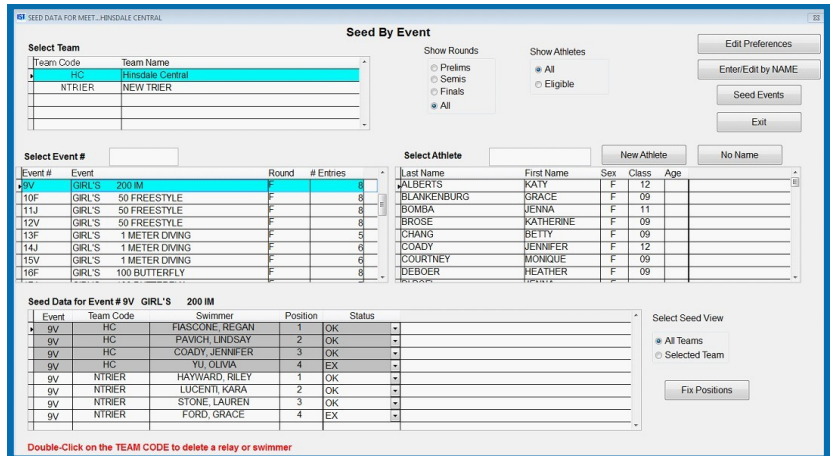 IST SEED DATA FOR MEET...HINSDALE CENTRAL
Seed By Event
Select Team
Team Code Team Name
HC Hinsdale Central
NTRIER NEW TRIER
Show Rounds
Prelims
Semis
Finals
All
Show Athletes
All
Eligible
Edit Preferences
Enter/Edit by NAME
Seed Events
Exit
Select Event #
Event # Event Round # Entries
9V GIRL'S 200 IM F 8
10F GIRL'S 50 FREESTYLE F 8
11J GIRL'S 50 FREESTYLE F 8
12V GIRL'S 50 FREESTYLE F 8
13F GIRL'S 1 METER DIVING F 5
14J GIRL'S 1 METER DIVING F 6
15V GIRL'S 1 METER DIVING F 6
16F GIRL'S 100 BUTTERFLY F 8
Select Athlete New Athlete No Name
Last Name First Name Sex Class Age
ALBERTS KATY F 12
BLANKENBURG GRACE F 09
BOMBA JENNA F 11
BROSE KATHERINE F 09
CHANG BETTY F 09
COADY JENNIFER F 12
COURTNEY MONIQUE F 09
DEBOER HEATHER F 09
Seed Data for Event # 9V GIRL'S 200 IM
Event Team Code Swimmer Position Status
9V HC FIASCONE, REGAN 1 OK
9V HC PAVICH, LINDSAY 2 OK
9V HC COADY, JENNIFER 3 OK
9V HC YU, OLIVIA 4 EX
9V NTRIER HAYWARD, RILEY 1 OK
9V NTRIER LUCENTI, KARA 2 OK
9V NTRIER STONE, LAUREN 3 OK
9V NTRIER FORD, GRACE 4 EX
Select Seed View
All Teams
Selected Team
Fix Positions
Double-Click on the TEAM CODE to delete a relay or swimmer